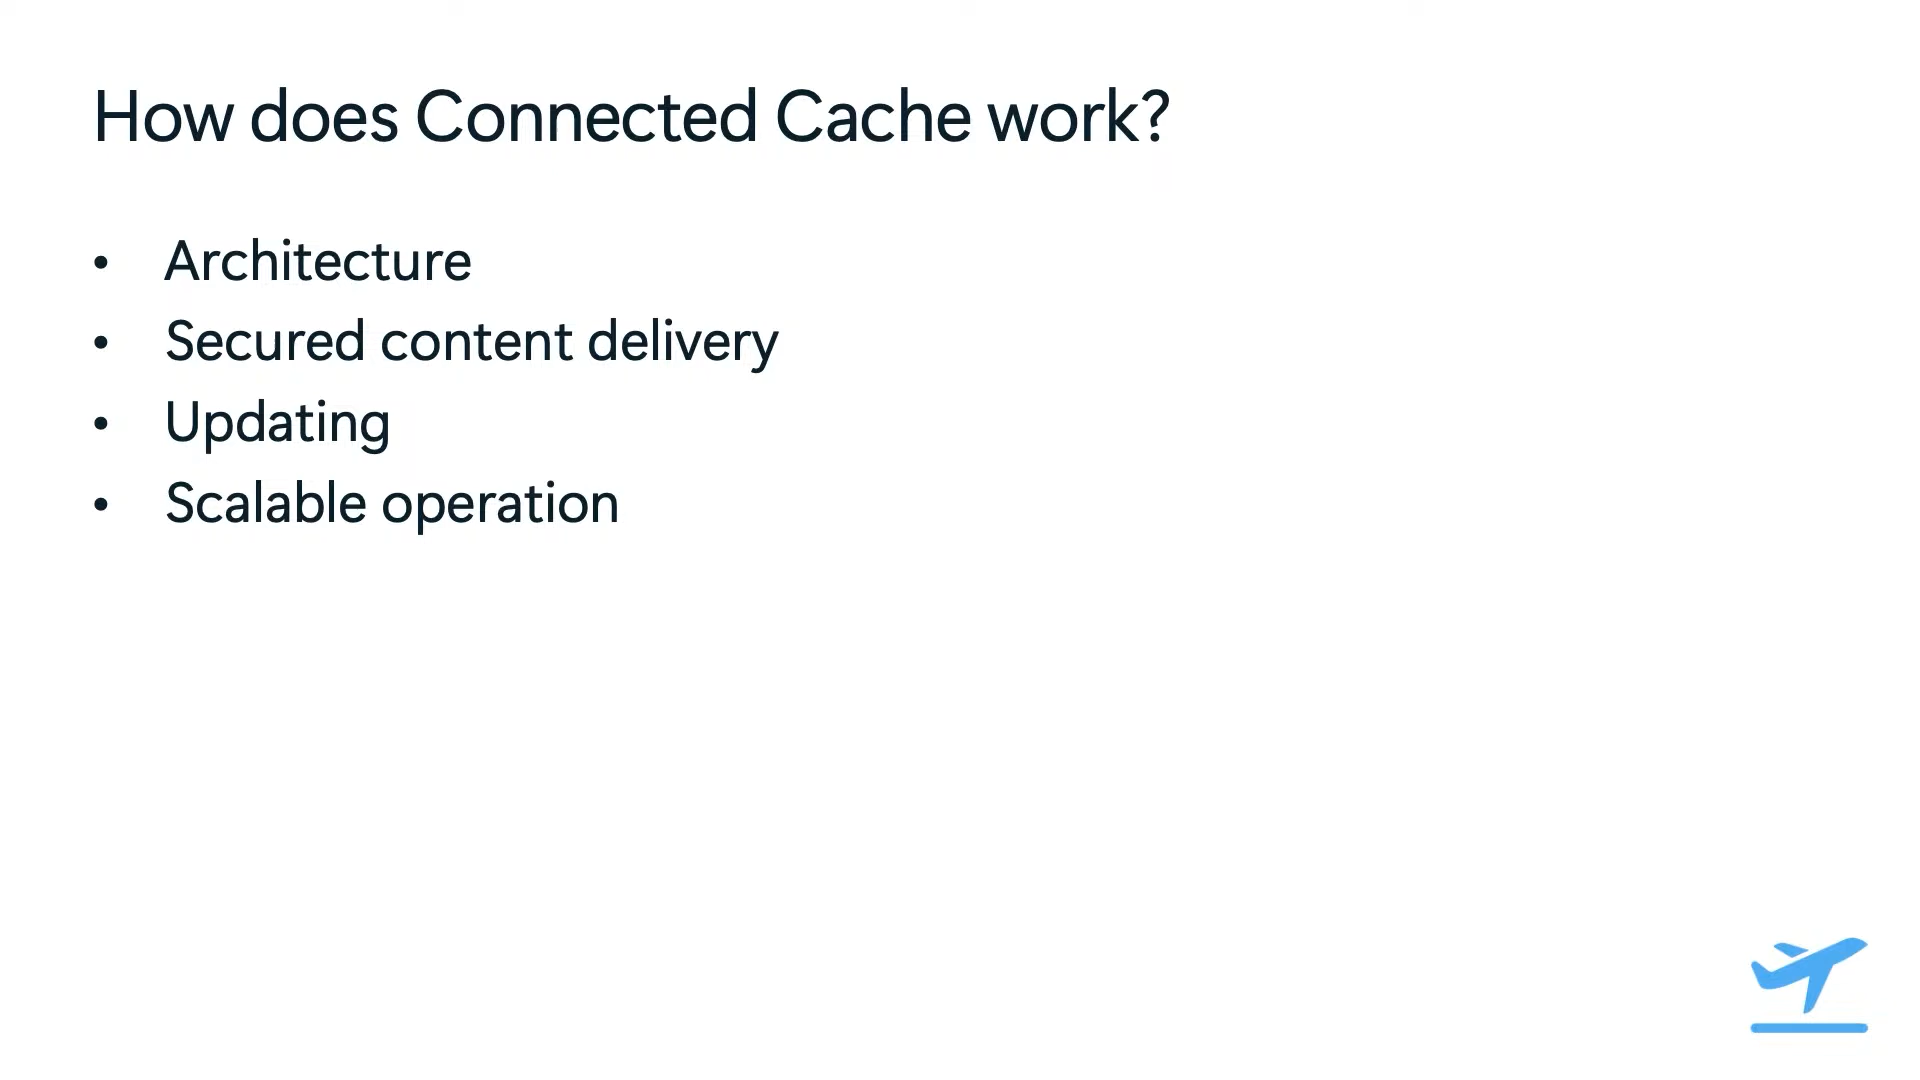 How does Connected Cache work?
• Architecture
• Secured content delivery
• Updating
• Scalable operation